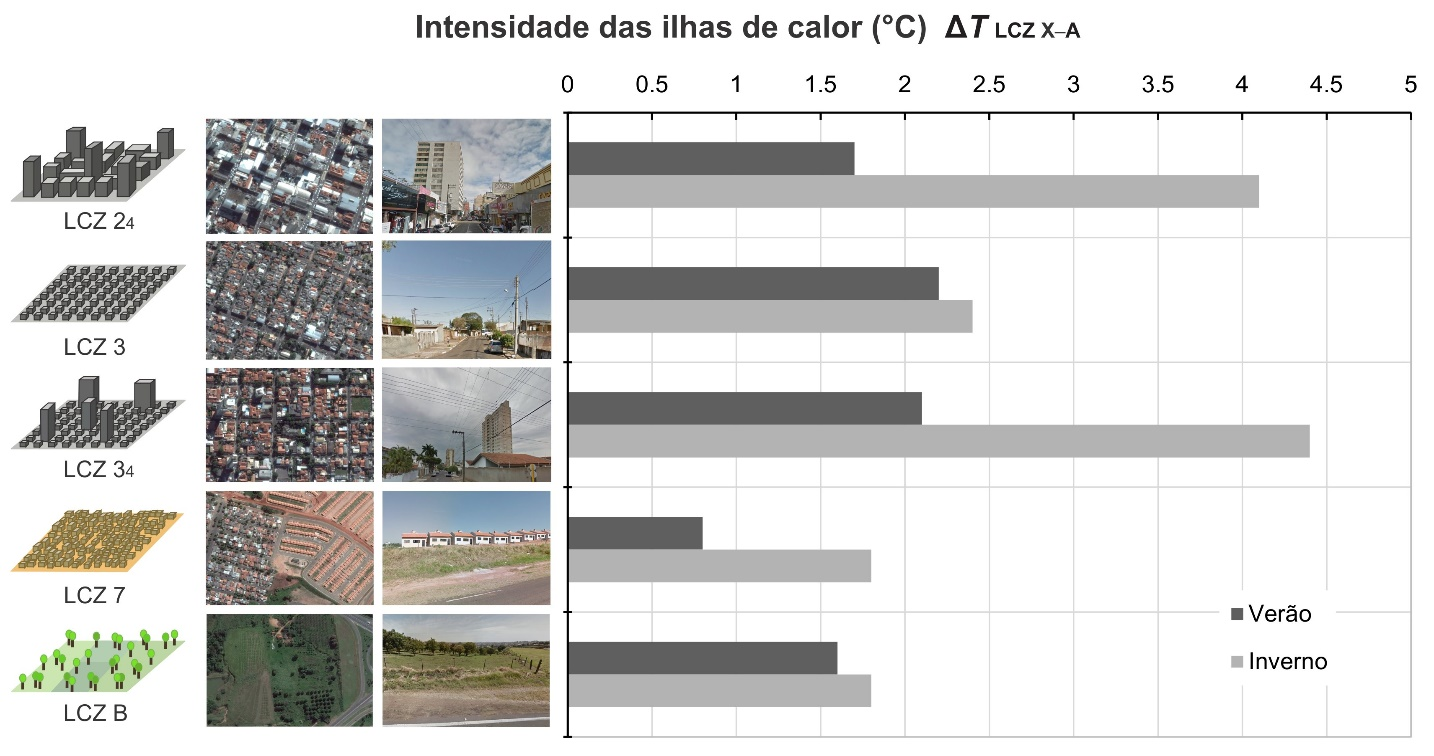 Intensidade das ilhas de calor (°C) ΔT LCZ X–A
0 0.5 1 1.5 2 2.5 3 3.5 4 4.5 5
LCZ 24
LCZ 3
LCZ 34
LCZ 7
LCZ B
Verão
Inverno